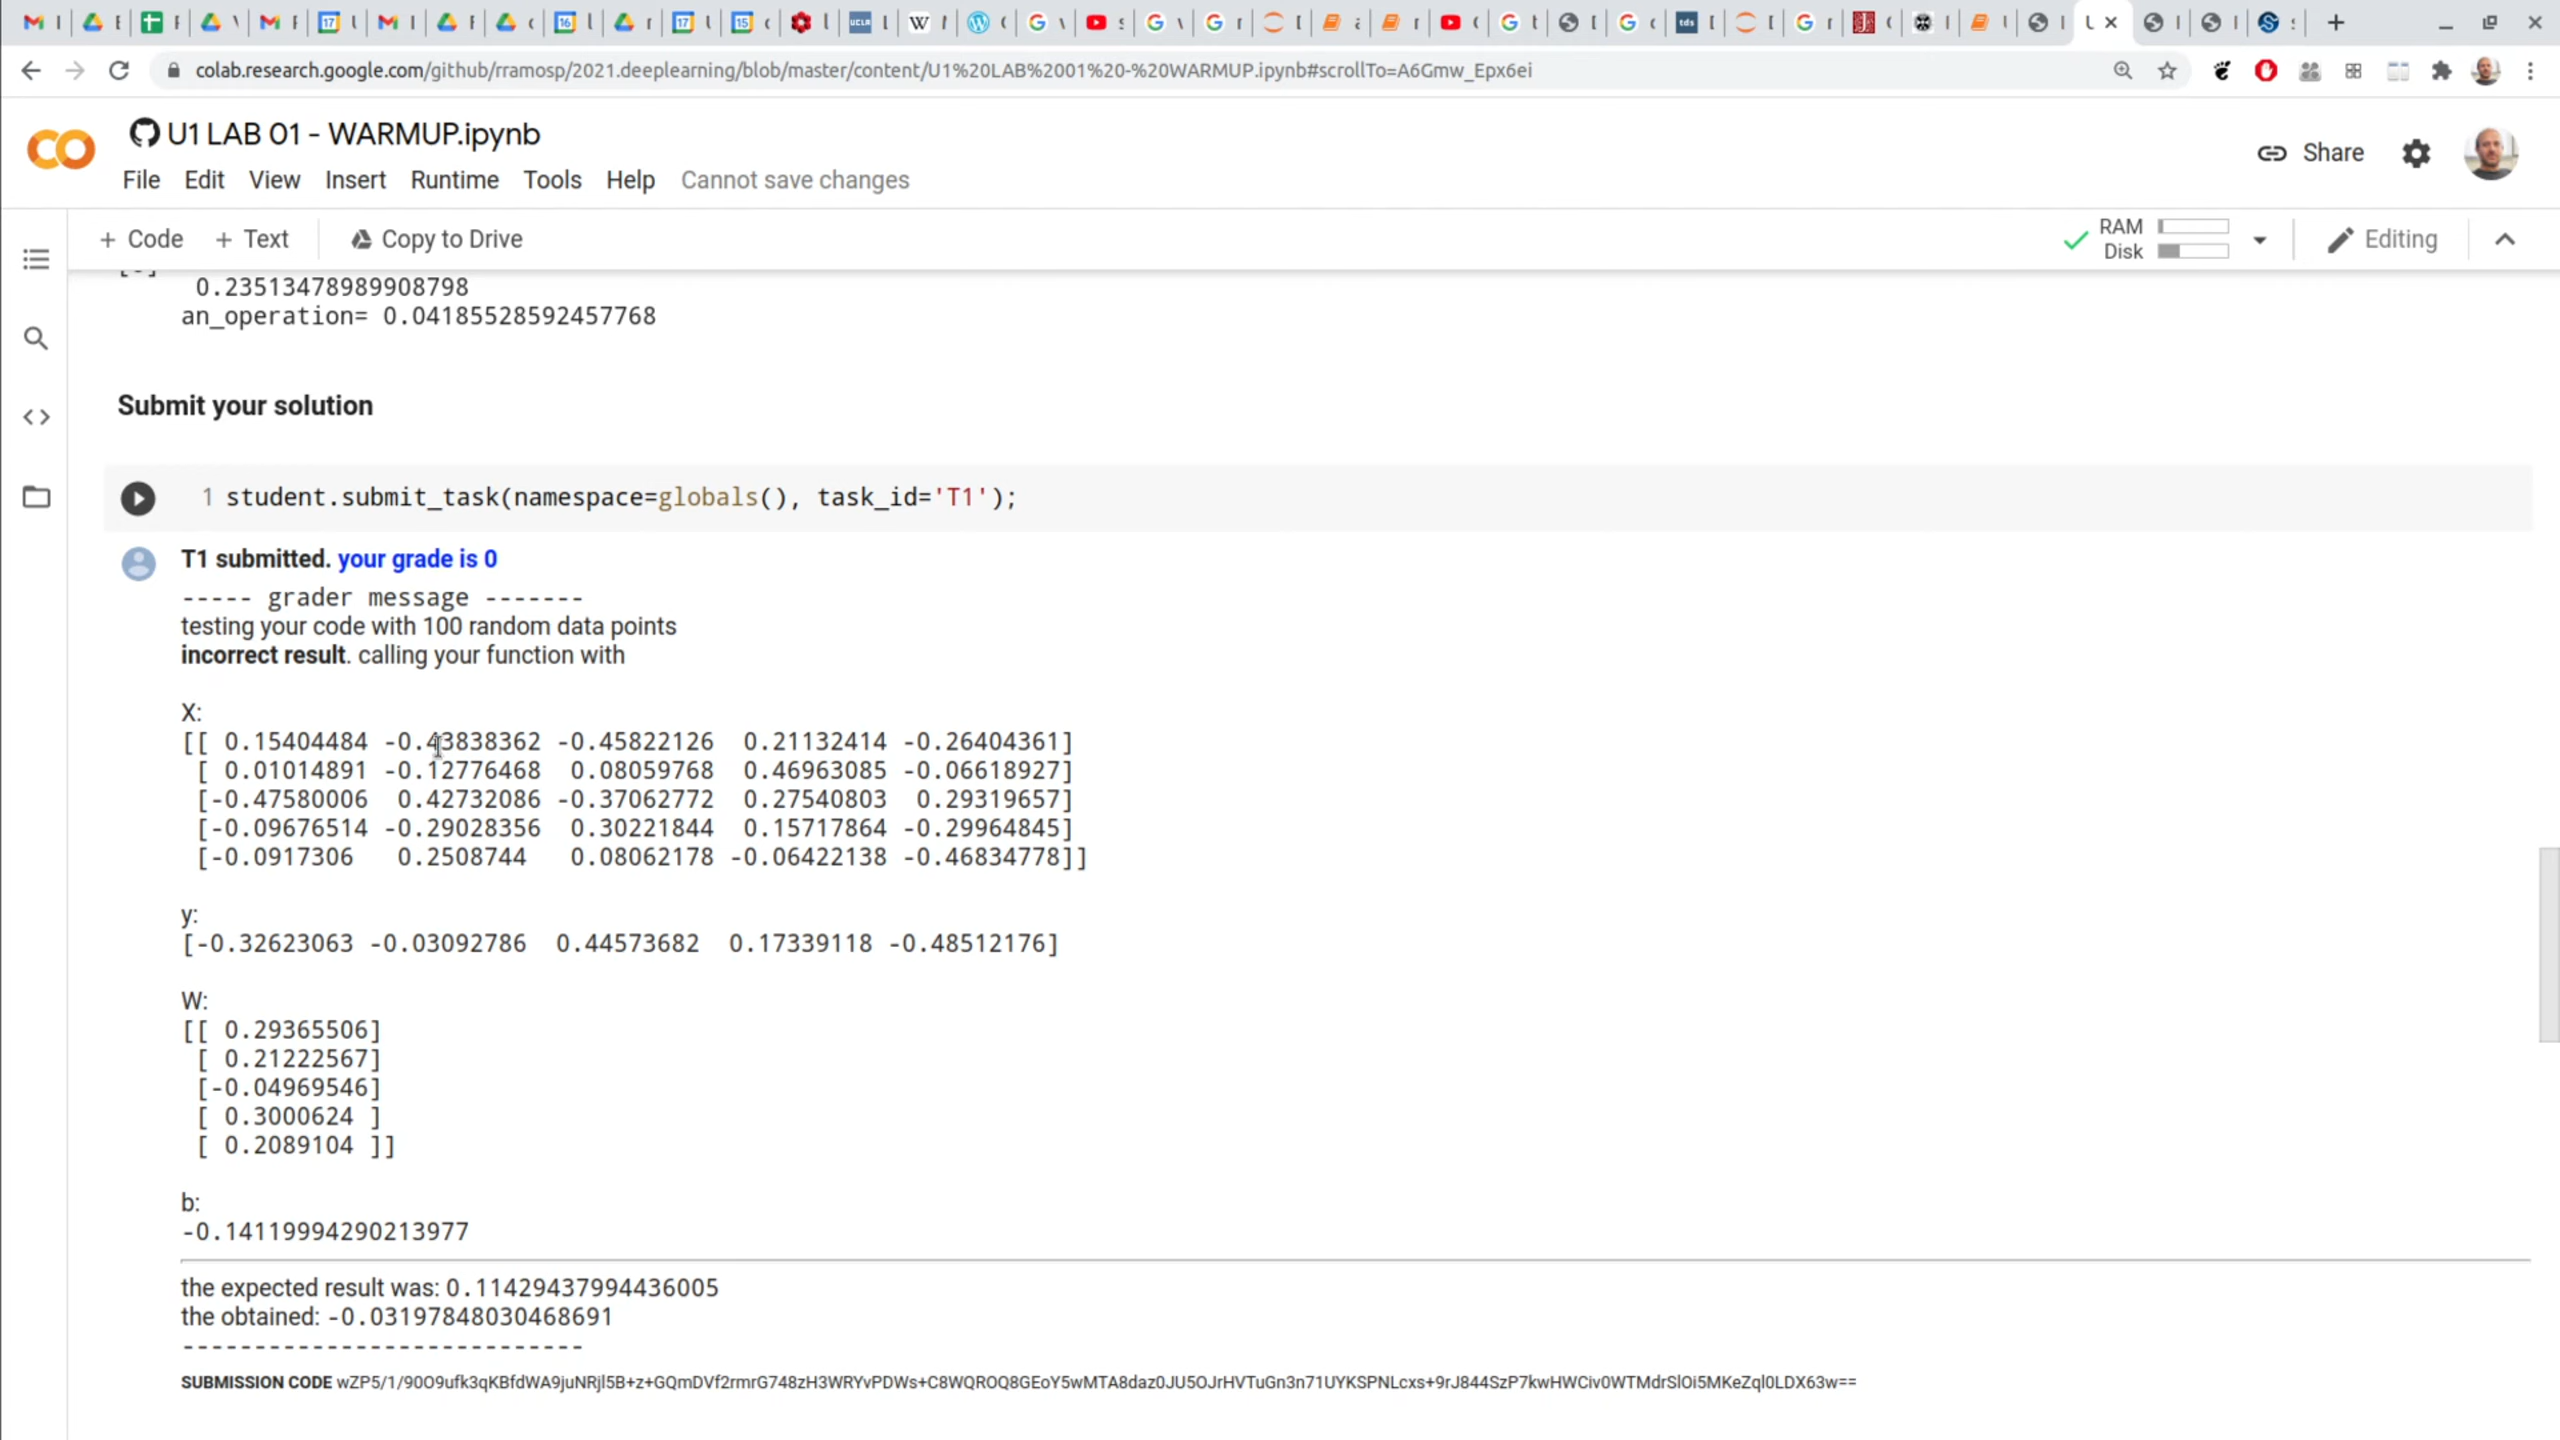 colab.research.google.com/github/rramosp/2021.deeplearning/blob/master/content/U1%20LAB%2001%20-%20WARMUP.ipynb#scrollTo=A6Gmw_Epx6ei
U1 LAB 01 - WARMUP.ipynb
File Edit View Insert Runtime Tools Help Cannot save changes
Share
+ Code + Text Copy to Drive
RAM
Disk
Editing
0.23513478989908798
an_operation= 0.04185528592457768
Submit your solution
1 student.submit_task(namespace=globals(), task_id='T1');
T1 submitted. your grade is 0
----- grader message -------
testing your code with 100 random data points
incorrect result. calling your function with
X:
[[ 0.15404484 -0.43838362 -0.45822126  0.21132414 -0.26404361]
[ 0.01014891 -0.12776468  0.08059768  0.46963085 -0.06618927]
[-0.47580006  0.42732086 -0.37062772  0.27540803  0.29319657]
[-0.09676514 -0.29028356  0.30221844  0.15717864 -0.29964845]
[-0.0917306   0.2508744   0.08062178 -0.06422138 -0.46834778]]
y:
[-0.32623063 -0.03092786  0.44573682  0.17339118 -0.48512176]
W:
[[ 0.29365506]
[ 0.21222567]
[-0.04969546]
[ 0.3000624 ]
[ 0.2089104 ]]
b:
-0.14119994290213977
the expected result was: 0.11429437994436005
the obtained: -0.03197848030468691
----------------------------
SUBMISSION CODE